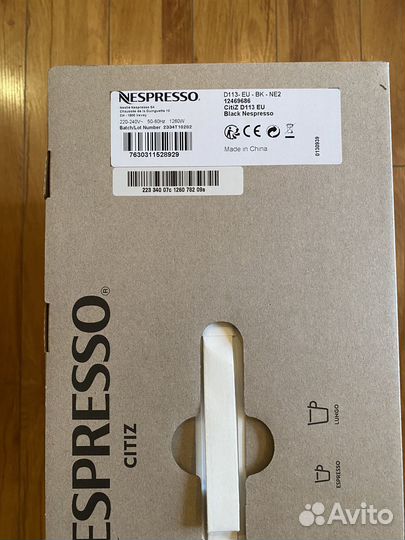 NESPRESSO.
Nestlé Nespresso SA
Chaussée de la Guinguette 10
CH - 1800 Vevey
220-240V~ 50-60Hz 1260W
Batch/Lot Number 2334T10202
7630311528929
D113- EU - BK - NE2
12469686
CitiZ D113 EU
Black Nespresso
Made in China
0130939
223 340 07c 1260 782 09a
ESPRESSO®
CITIZ
LUNGO
ESPRESSO
Avito